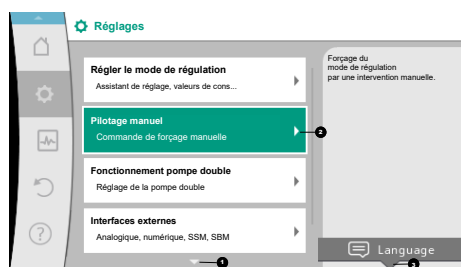 Réglages
Régler le mode de régulation
Assistant de réglage, valeurs de cons...
Pilotage manuel
Commande de forçage manuelle
Fonctionnement pompe double
Réglage de la pompe double
Interfaces externes
Analogique, numérique, SSM, SBM
Forçage du
mode de régulation
par une intervention manuelle.
2
1
Language
3